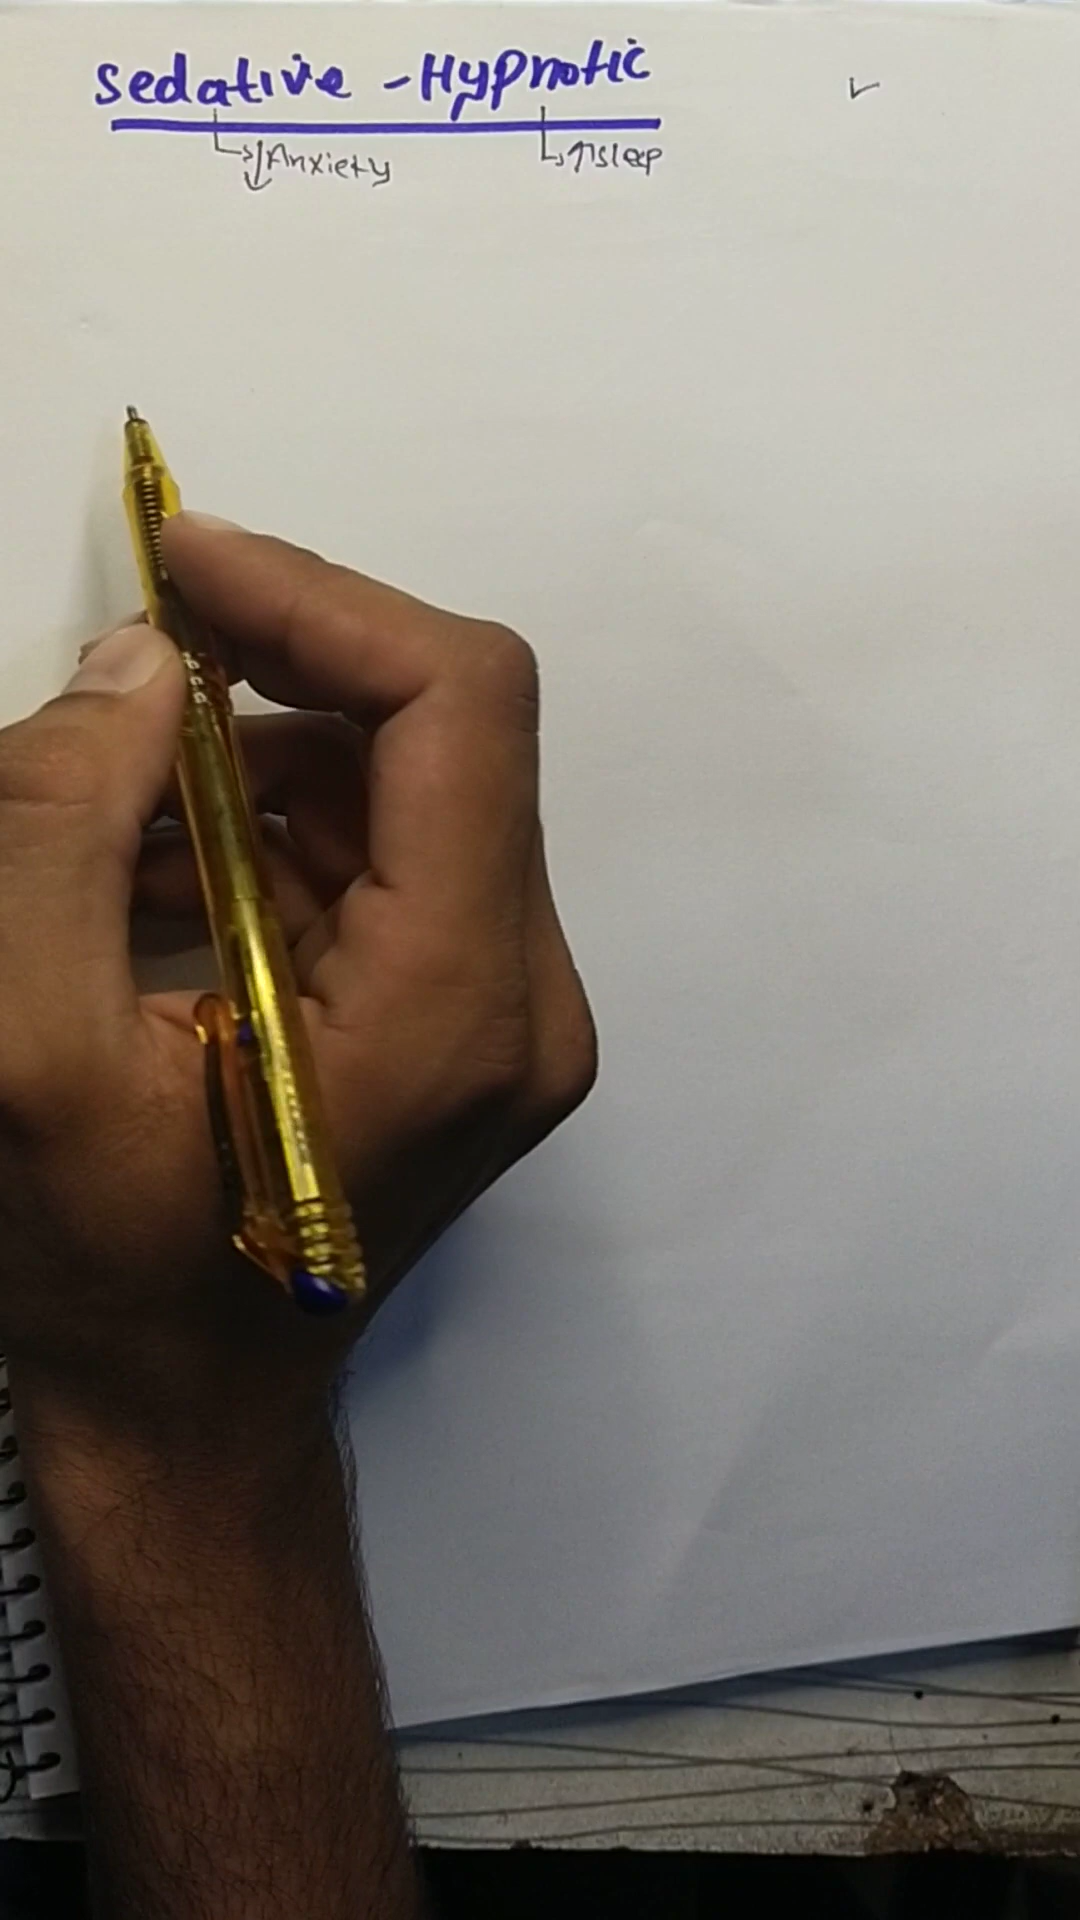 Sedative - Hypnotic
↳ ↓Anxiety ↳ ↑sleep